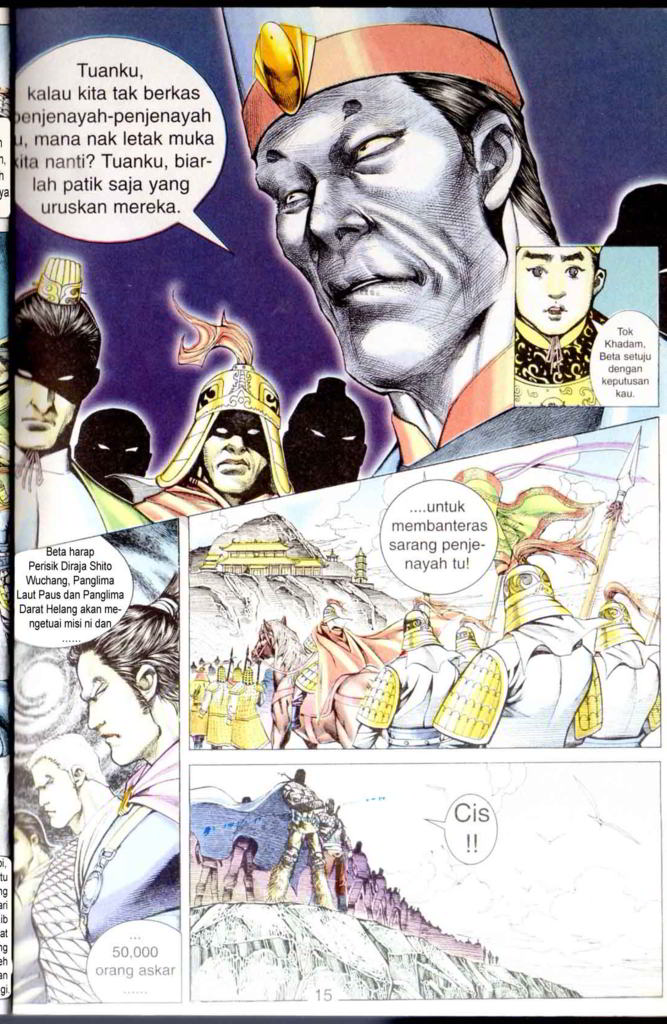 Tuanku,
kalau kita tak berkas
penjenayah-penjenayah
u, mana nak letak muka
kita nanti? Tuanku, biar-
lah patik saja yang
uruskan mereka.
Tok
Khadam,
Beta setuju
dengan
keputusan
kau.
Beta harap
Perisik Diraja Shito
Wuchang, Panglima
Laut Paus dan Panglima
Darat Helang akan me-
ngetuai misi ni dan
......
...
50,000
orang askar
......
....untuk
membanteras
sarang penje-
nayah tu!
Cis
!!
15